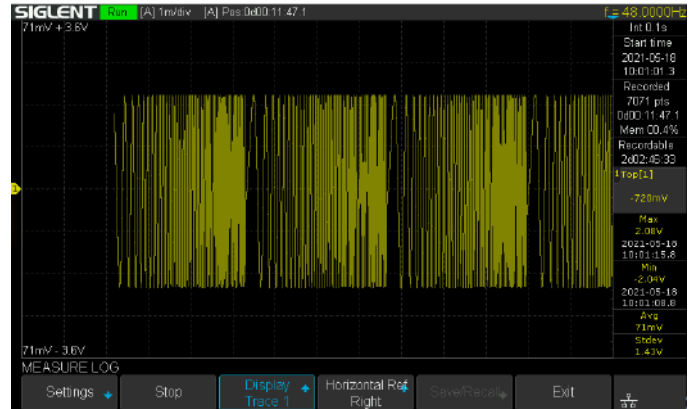 SIGLENT Run [A] 1m/div [A] Pos:0d00:11:47.1 f = 48.0000Hz
71mV + 3.6V
Int 0.1s
Start time
2021-05-18
10:01:01.3
Recorded
7071 pts
0d00:11:47.1
Mem 00.4%
Recordable
2d02:46:33
1 Top[1]
-720mV
Max
2.08V
2021-05-18
10:01:15.8
Min
-2.04V
2021-05-18
10:01:08.8
Avg
71mV
Stdev
1.43V
1
71mV - 3.6V
MEASURE LOG
Settings Stop Display Trace 1 Horizontal Ref Right Save/Recall Exit